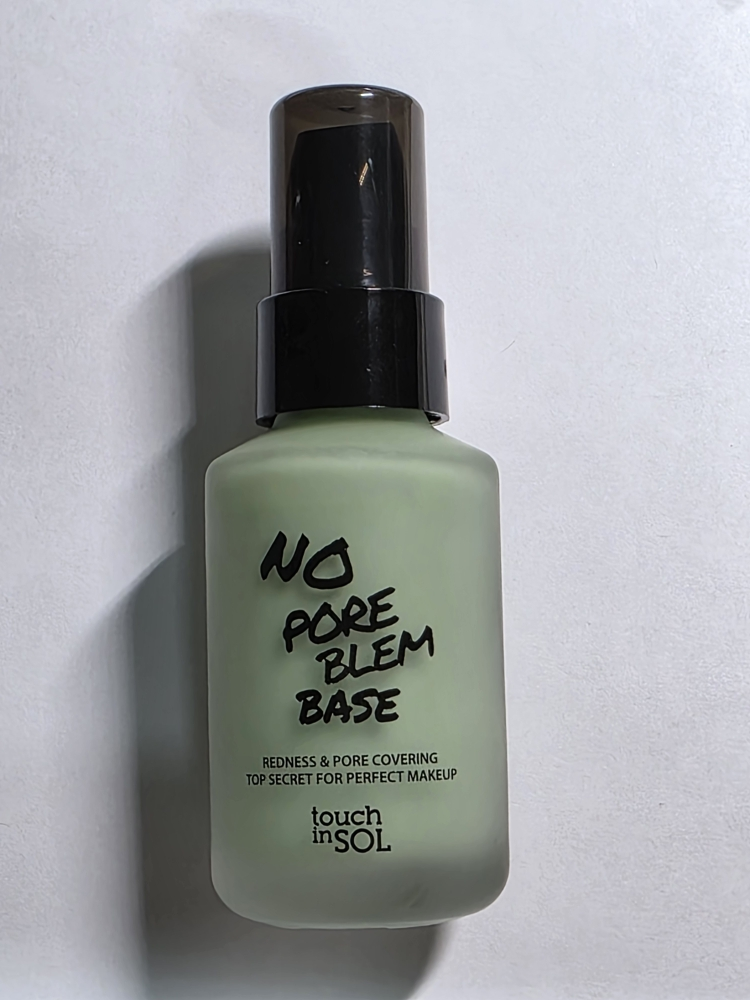 NO
PORE
BLEM
BASE
REDNESS & PORE COVERING
TOP SECRET FOR PERFECT MAKEUP
touch
in SOL